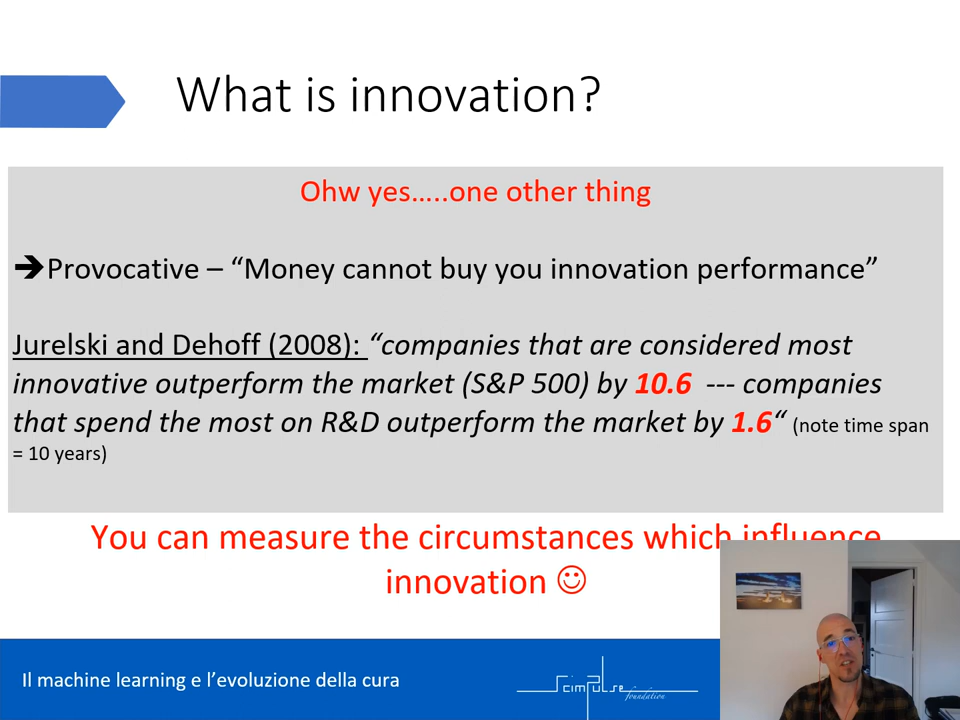 What is innovation?
Ohw yes…..one other thing
➔Provocative – “Money cannot buy you innovation performance”
Jurelski and Dehoff (2008): “companies that are considered most
innovative outperform the market (S&P 500) by 10.6 --- companies
that spend the most on R&D outperform the market by 1.6“ (note time span
= 10 years)
You can measure the circumstances which influence
innovation ☺
Il machine learning e l’evoluzione della cura
scimpulse
foundation